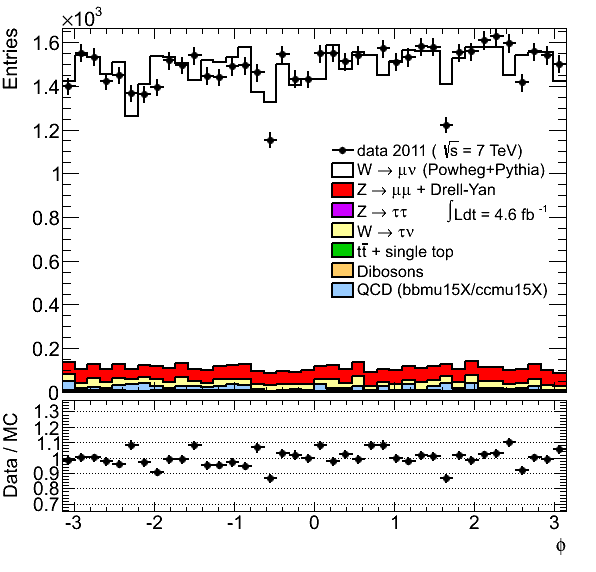 ×10³
Entries
1.6
1.4
1.2
1
0.8
0.6
0.4
0.2
0
data 2011 ( √s = 7 TeV)
W → μν (Powheg+Pythia)
Z → μμ + Drell-Yan
Z → ττ
∫Ldt = 4.6 fb⁻¹
W → τν
tt̄ + single top
Dibosons
QCD (bbmu15X/ccmu15X)
Data / MC
1.3
1.2
1.1
1
0.9
0.8
0.7
-3 -2 -1 0 1 2 3
ϕ